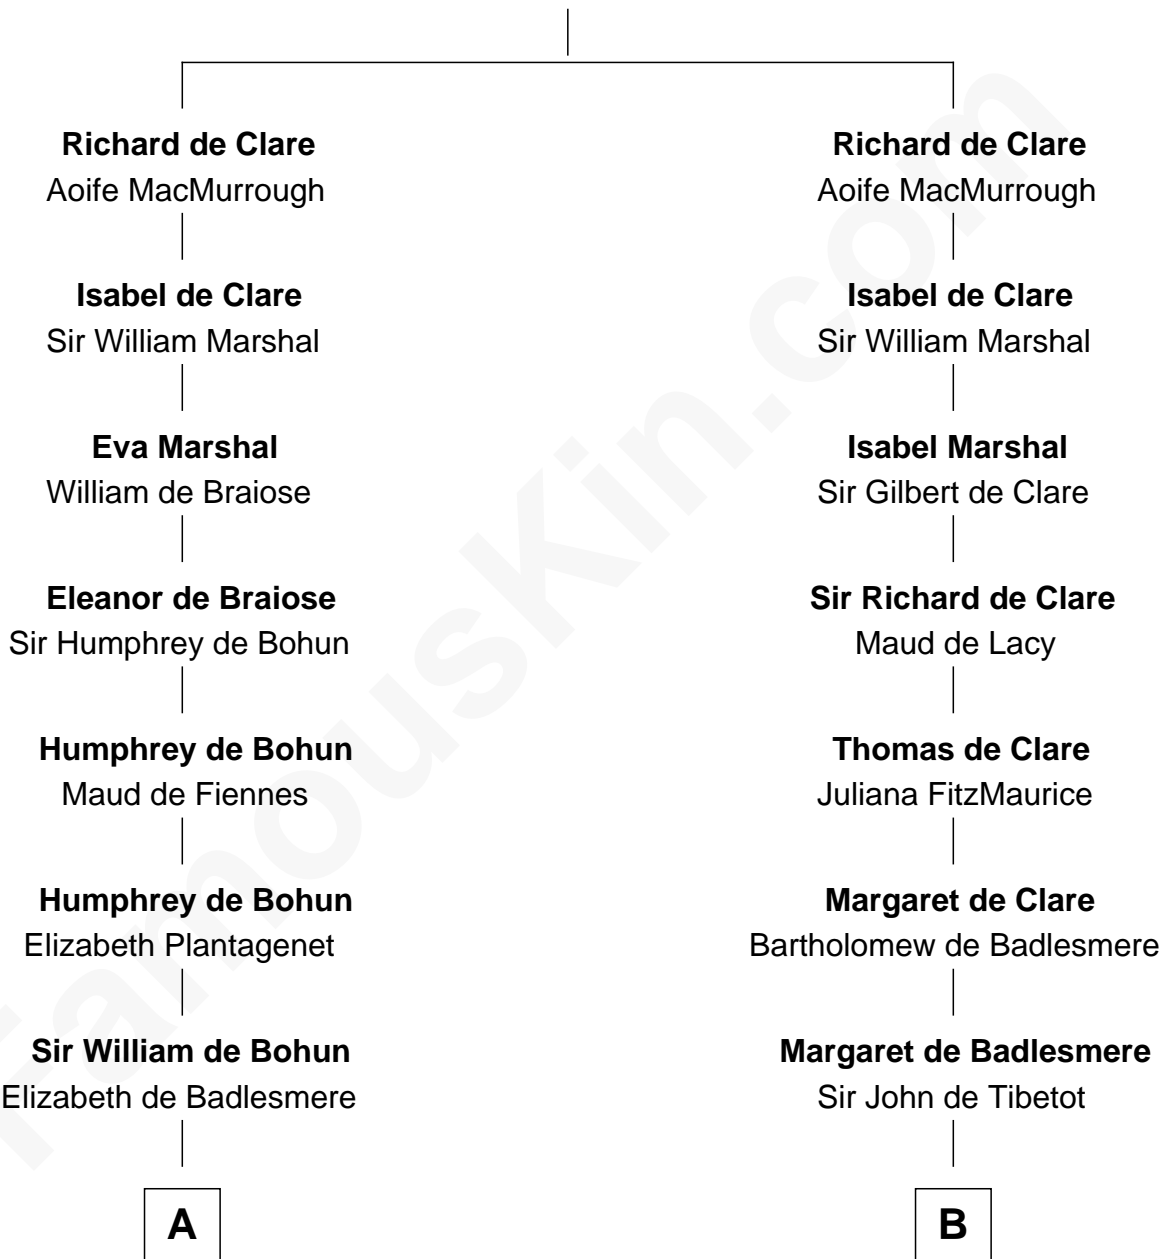 Richard de Clare
Aoife MacMurrough
Isabel de Clare
Sir William Marshal
Eva Marshal
William de Braiose
Eleanor de Braiose
Sir Humphrey de Bohun
Humphrey de Bohun
Maud de Fiennes
Humphrey de Bohun
Elizabeth Plantagenet
Sir William de Bohun
Elizabeth de Badlesmere
A
Richard de Clare
Aoife MacMurrough
Isabel de Clare
Sir William Marshal
Isabel Marshal
Sir Gilbert de Clare
Sir Richard de Clare
Maud de Lacy
Thomas de Clare
Juliana FitzMaurice
Margaret de Clare
Bartholomew de Badlesmere
Margaret de Badlesmere
Sir John de Tibetot
B
FamousKin.com